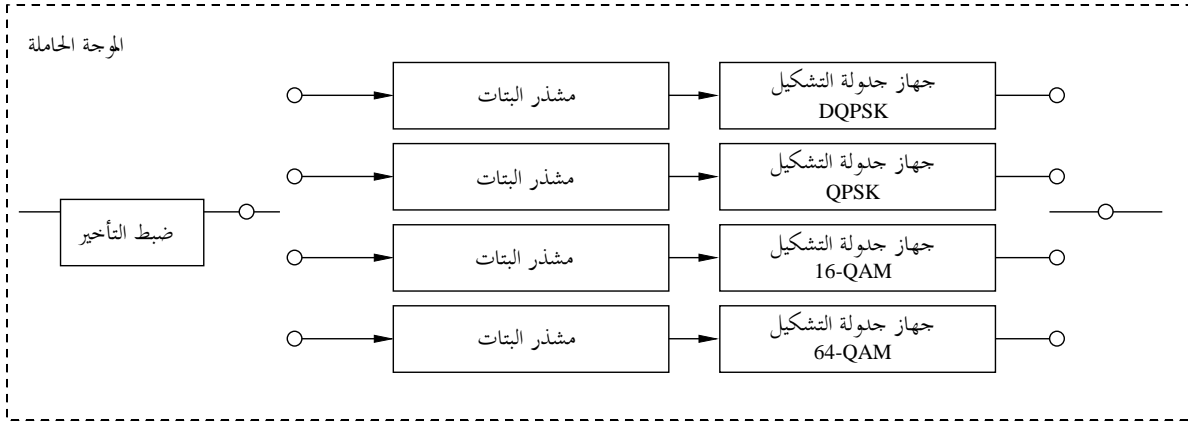 الموجة الحاملة
مشذر البتات
جهاز جدولة التشكيل
DQPSK
مشذر البتات
جهاز جدولة التشكيل
QPSK
ضبط التأخير
مشذر البتات
جهاز جدولة التشكيل
16-QAM
مشذر البتات
جهاز جدولة التشكيل
64-QAM